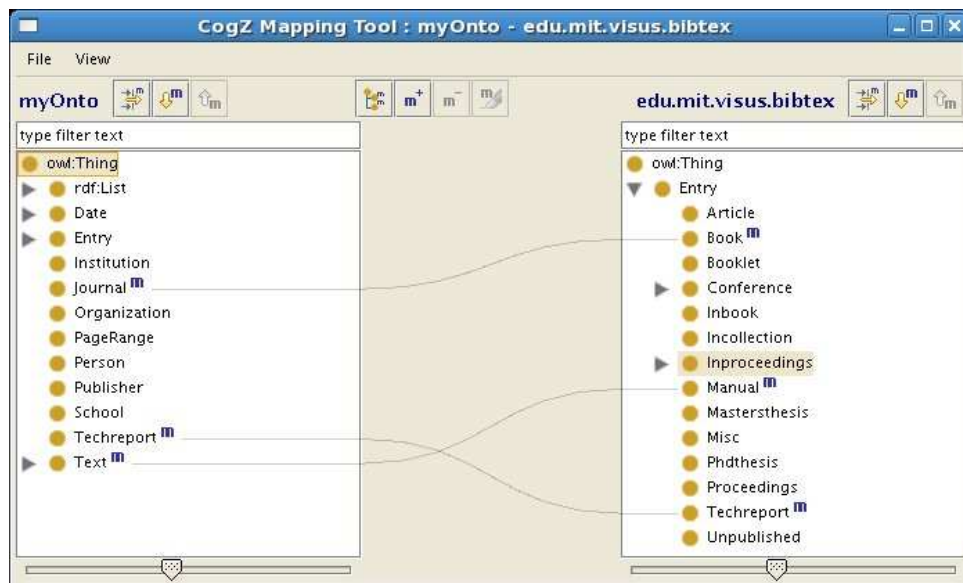 CogZ Mapping Tool : myOnto - edu.mit.visus.bibtex
File View
myOnto m m m m m+ m- m edu.mit.visus.bibtex m m m
type filter text
owl:Thing
rdf:List
Date
Entry
Institution
Journal m
Organization
PageRange
Person
Publisher
School
Techreport m
Text m
type filter text
owl:Thing
Entry
Article
Book m
Booklet
Conference
Inbook
Incollection
Inproceedings
Manual m
Mastersthesis
Misc
Phdthesis
Proceedings
Techreport m
Unpublished